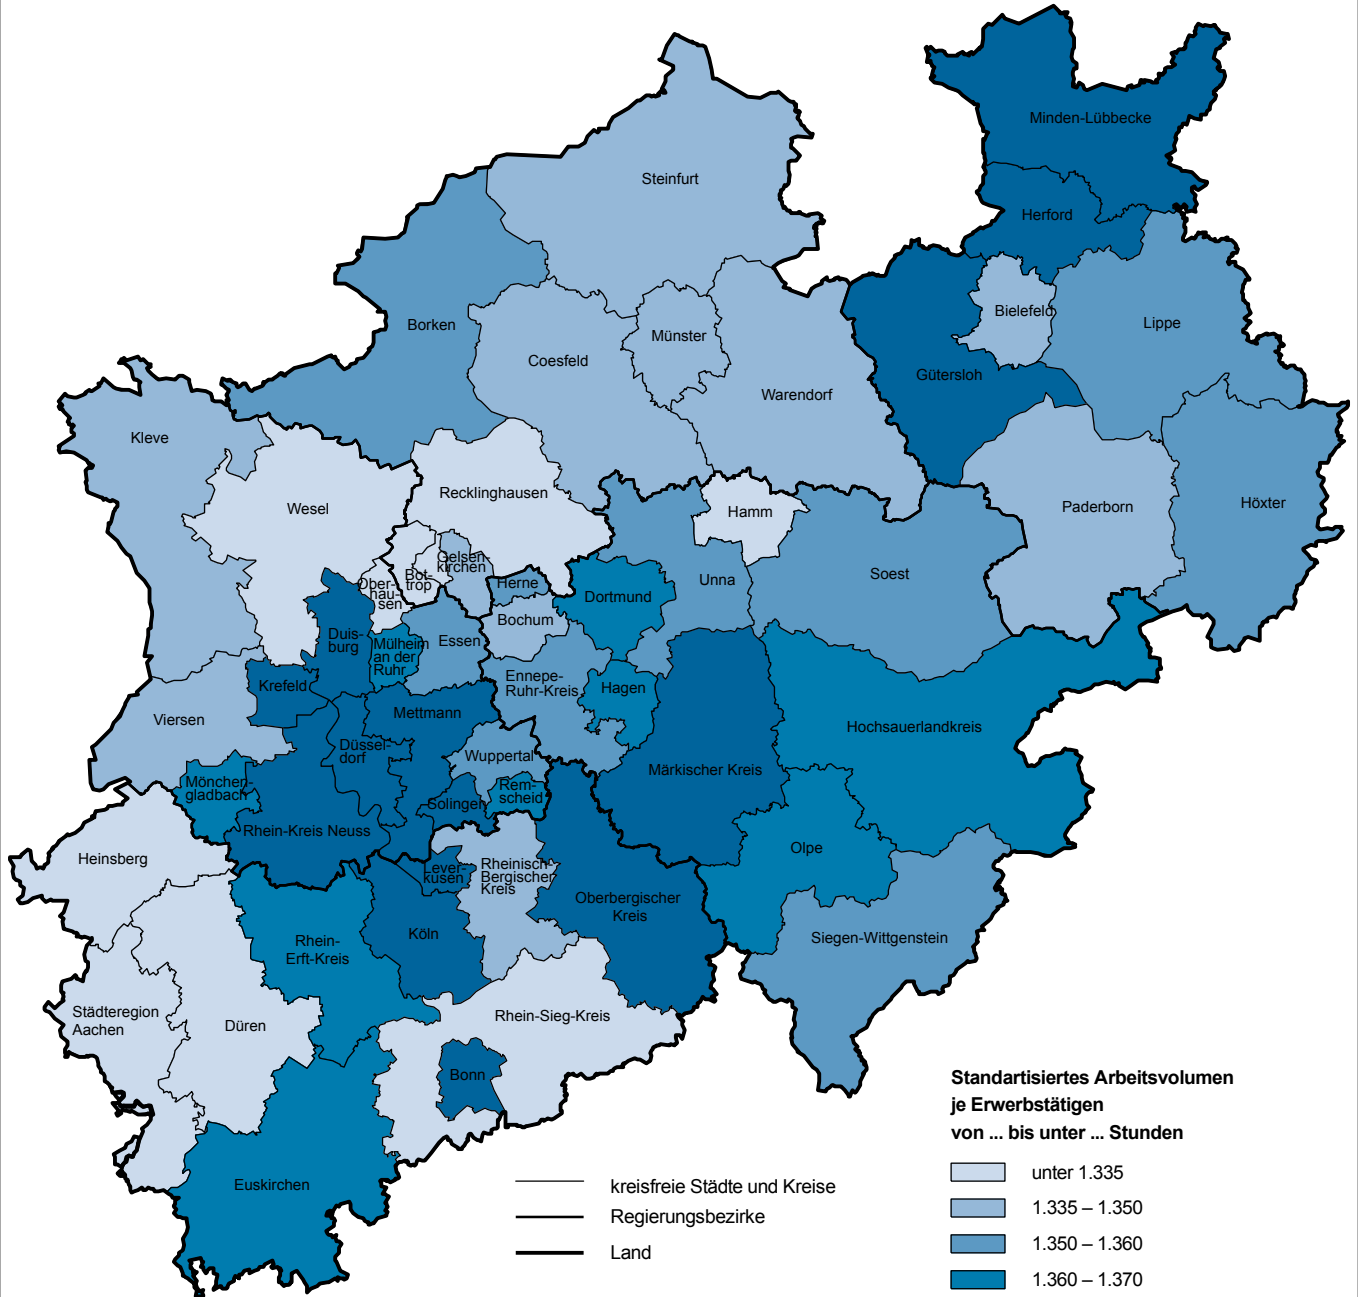 Minden-Lübbecke
Steinfurt
Herford
Bielefeld
Lippe
Borken
Münster
Coesfeld
Gütersloh
Warendorf
Kleve
Recklinghausen
Wesel
Hamm
Paderborn
Höxter
Gelsen-
kirchen
Bot-
trop
Ober-
hau-
sen
Herne
Unna
Soest
Dortmund
Bochum
Duis-
burg
Mülheim
an der
Ruhr
Essen
Krefeld
Ennepe-
Ruhr-Kreis
Hagen
Viersen
Mettmann
Hochsauerlandkreis
Düssel-
dorf
Wuppertal
Märkischer Kreis
Mönchen-
gladbach
Rem-
scheid
Solingen
Rhein-Kreis Neuss
Olpe
Heinsberg
Lever-
kusen
Rheinisch-
Bergischer
Kreis
Oberbergischer
Kreis
Köln
Rhein-
Erft-Kreis
Siegen-Wittgenstein
Städteregion
Aachen
Düren
Rhein-Sieg-Kreis
Bonn
Euskirchen
kreisfreie Städte und Kreise
Regierungsbezirke
Land
Standartisiertes Arbeitsvolumen
je Erwerbstätigen
von ... bis unter ... Stunden
unter 1.335
1.335 – 1.350
1.350 – 1.360
1.360 – 1.370